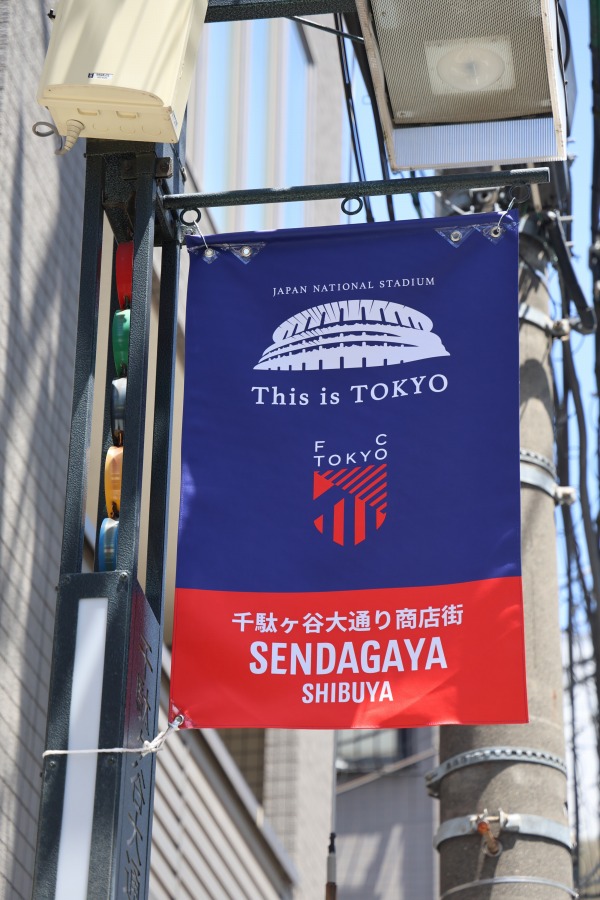 JAPAN NATIONAL STADIUM
This is TOKYO
F C
TOKYO
千駄ヶ谷大通り商店街
SENDAGAYA
SHIBUYA